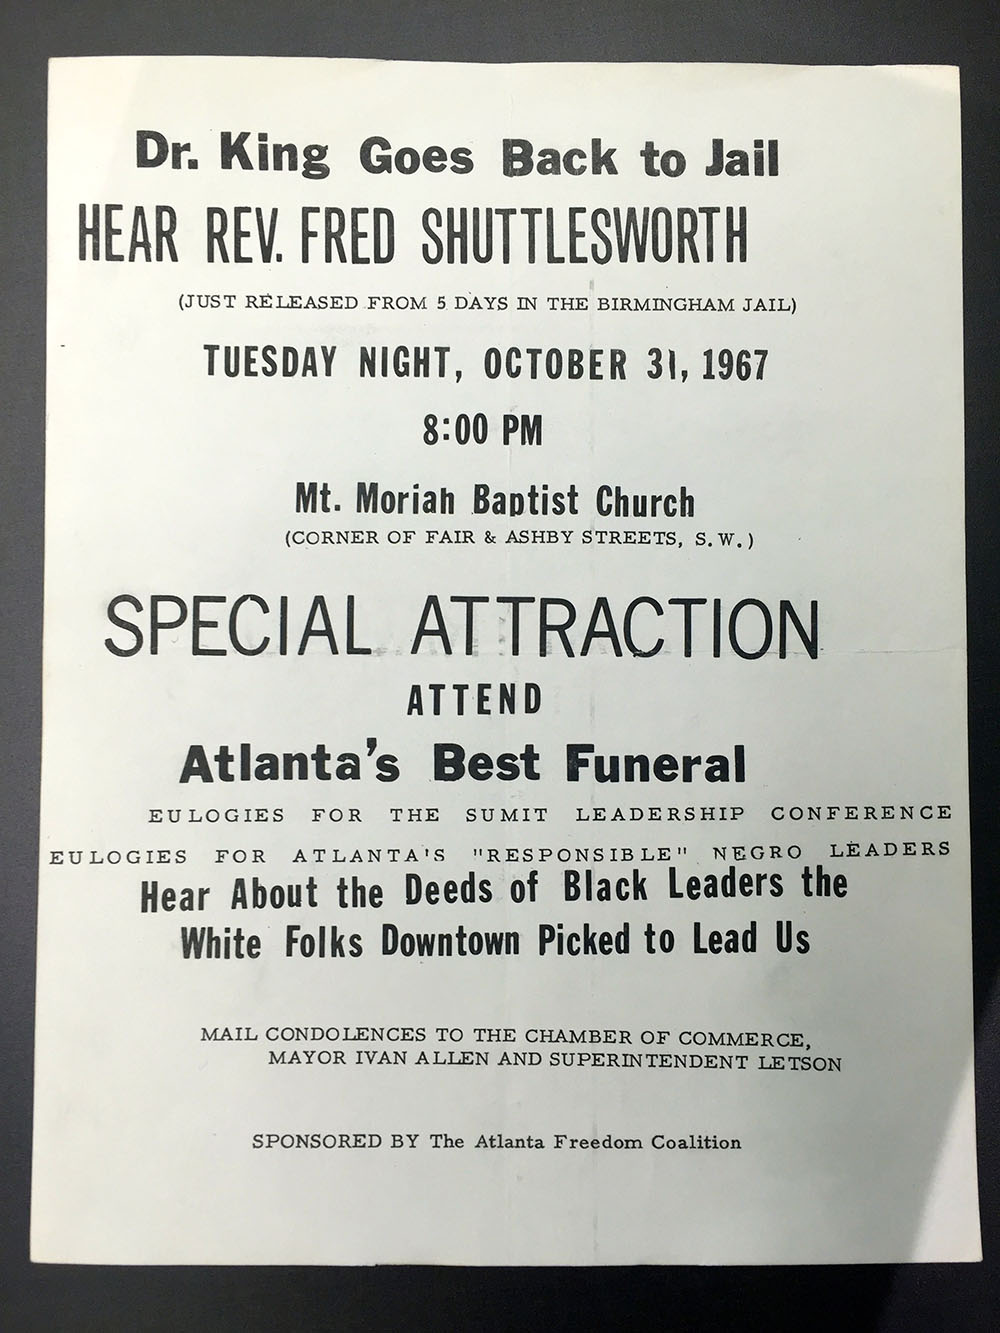 Dr. King Goes Back to Jail
HEAR REV. FRED SHUTTLESWORTH
(JUST RELEASED FROM 5 DAYS IN THE BIRMINGHAM JAIL)
TUESDAY NIGHT, OCTOBER 31, 1967
8:00 PM
Mt. Moriah Baptist Church
(CORNER OF FAIR & ASHBY STREETS, S.W.)
SPECIAL ATTRACTION
ATTEND
Atlanta's Best Funeral
EULOGIES FOR THE SUMIT LEADERSHIP CONFERENCE
EULOGIES FOR ATLANTA'S "RESPONSIBLE" NEGRO LEADERS
Hear About the Deeds of Black Leaders the
White Folks Downtown Picked to Lead Us
MAIL CONDOLENCES TO THE CHAMBER OF COMMERCE,
MAYOR IVAN ALLEN AND SUPERINTENDENT LETSON
SPONSORED BY The Atlanta Freedom Coalition